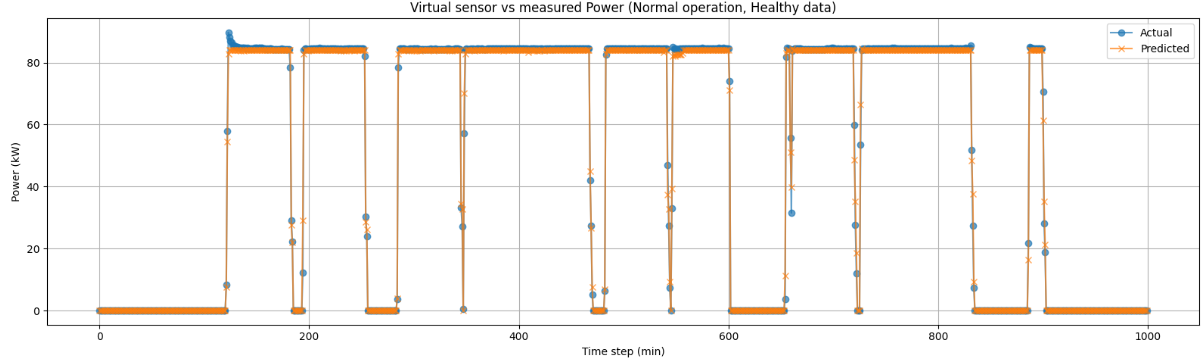 Virtual sensor vs measured Power (Normal operation, Healthy data)
Actual
Predicted
Power (kW)
80
60
40
20
0
0 200 400 600 800 1000
Time step (min)